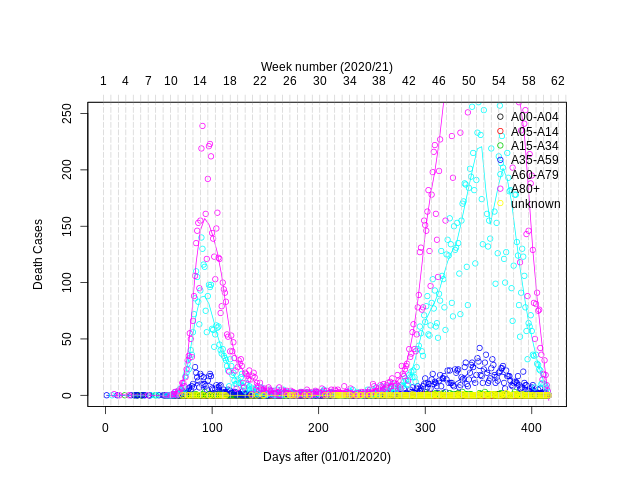 Week number (2020/21)
1 4 7 10 14 18 22 26 30 34 38 42 46 50 54 58 62
250
200
150
100
50
0
Death Cases
A00-A04
A05-A14
A15-A34
A35-A59
A60-A79
A80+
unknown
0 100 200 300 400
Days after (01/01/2020)